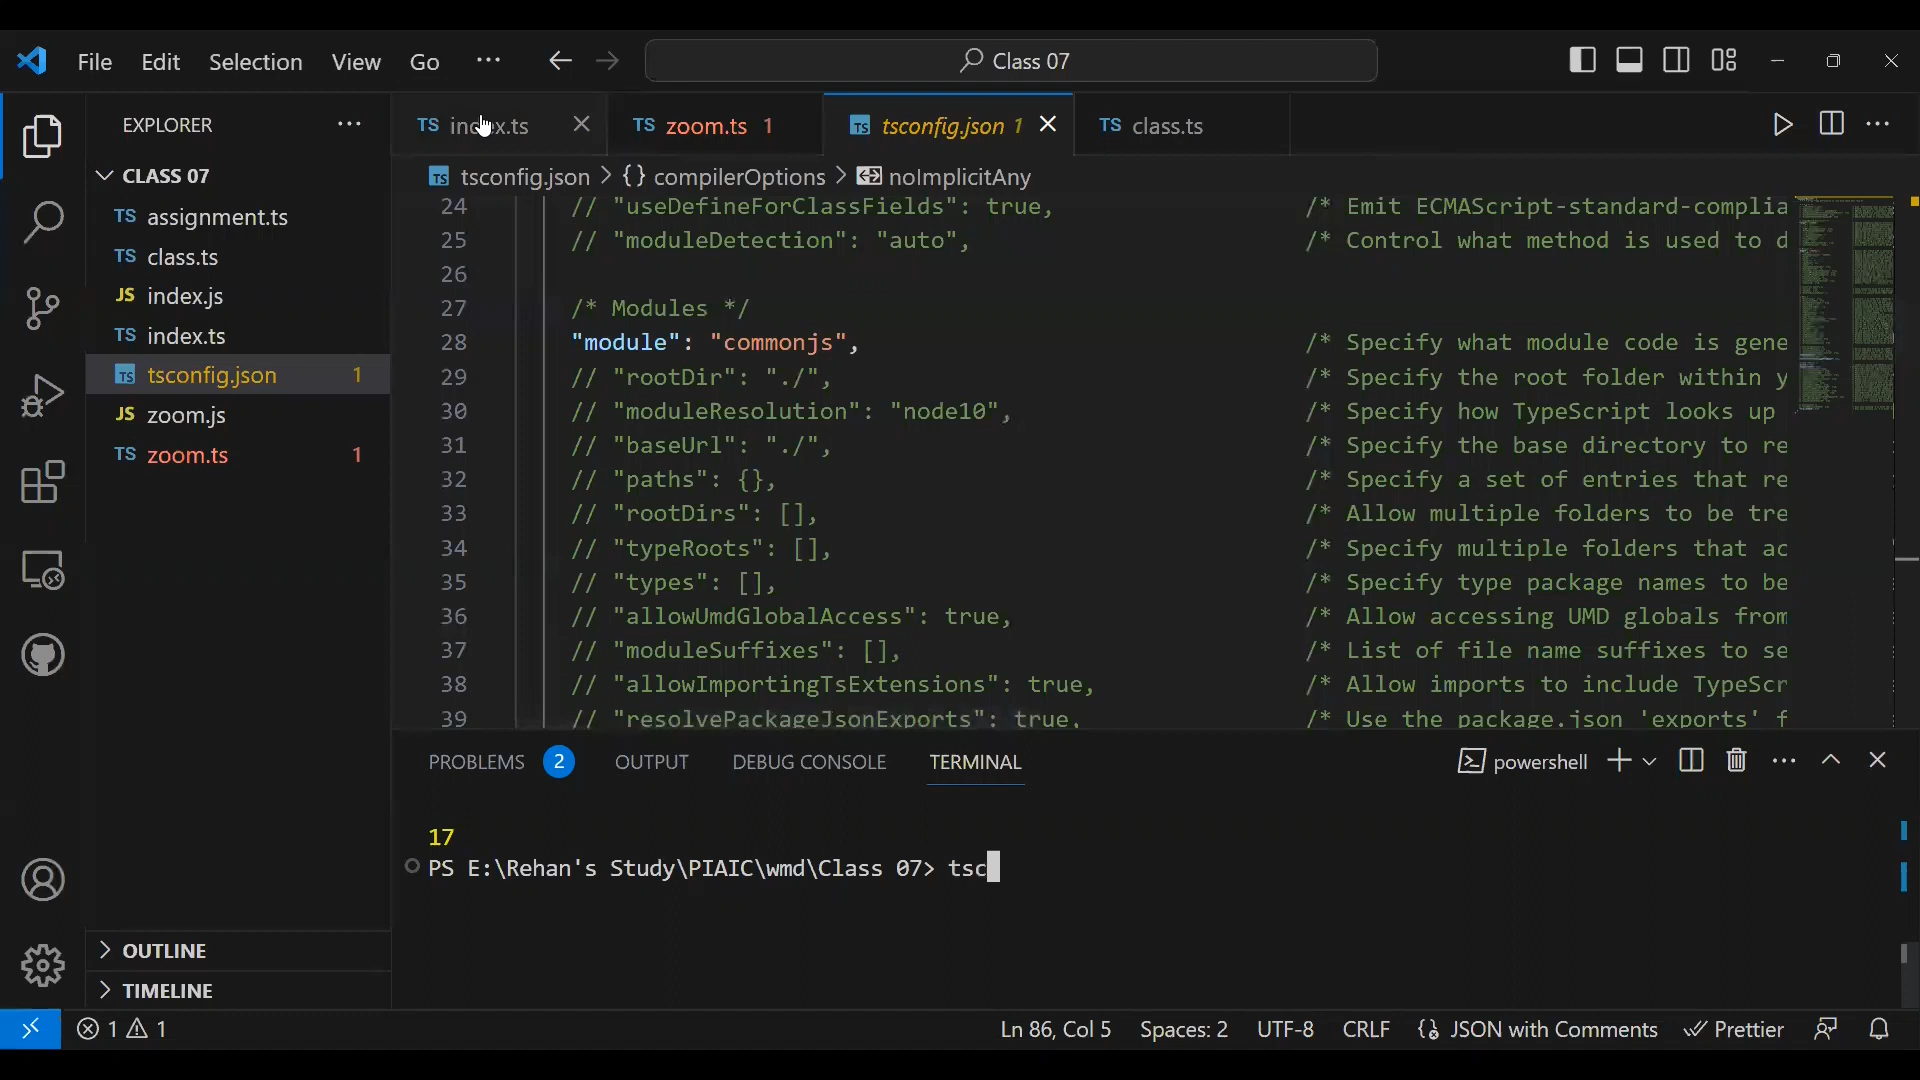 File Edit Selection View Go ··· Class 07
EXPLORER
CLASS 07
TS assignment.ts
TS class.ts
JS index.js
TS index.ts
TS tsconfig.json 1
JS zoom.js
TS zoom.ts 1
OUTLINE
TIMELINE
TS index.ts TS zoom.ts 1 TS tsconfig.json 1 TS class.ts
TS tsconfig.json > {} compilerOptions > noImplicitAny
24 // "useDefineForClassFields": true, /* Emit ECMAScript-standard-complia
25 // "moduleDetection": "auto", /* Control what method is used to d
26
27 /* Modules */
28 "module": "commonjs", /* Specify what module code is gene
29 // "rootDir": "./", /* Specify the root folder within y
30 // "moduleResolution": "node10", /* Specify how TypeScript looks up
31 // "baseUrl": "./", /* Specify the base directory to re
32 // "paths": {}, /* Specify a set of entries that re
33 // "rootDirs": [], /* Allow multiple folders to be tre
34 // "typeRoots": [], /* Specify multiple folders that ac
35 // "types": [], /* Specify type package names to be
36 // "allowUmdGlobalAccess": true, /* Allow accessing UMD globals from
37 // "moduleSuffixes": [], /* List of file name suffixes to se
38 // "allowImportingTsExtensions": true, /* Allow imports to include TypeScr
39 // "resolvePackageJsonExports": true, /* Use the package.json 'exports' f
PROBLEMS 2 OUTPUT DEBUG CONSOLE TERMINAL powershell
17
PS E:\Rehan's Study\PIAIC\wmd\Class 07> tsc
1 1 Ln 86, Col 5 Spaces: 2 UTF-8 CRLF JSON with Comments Prettier